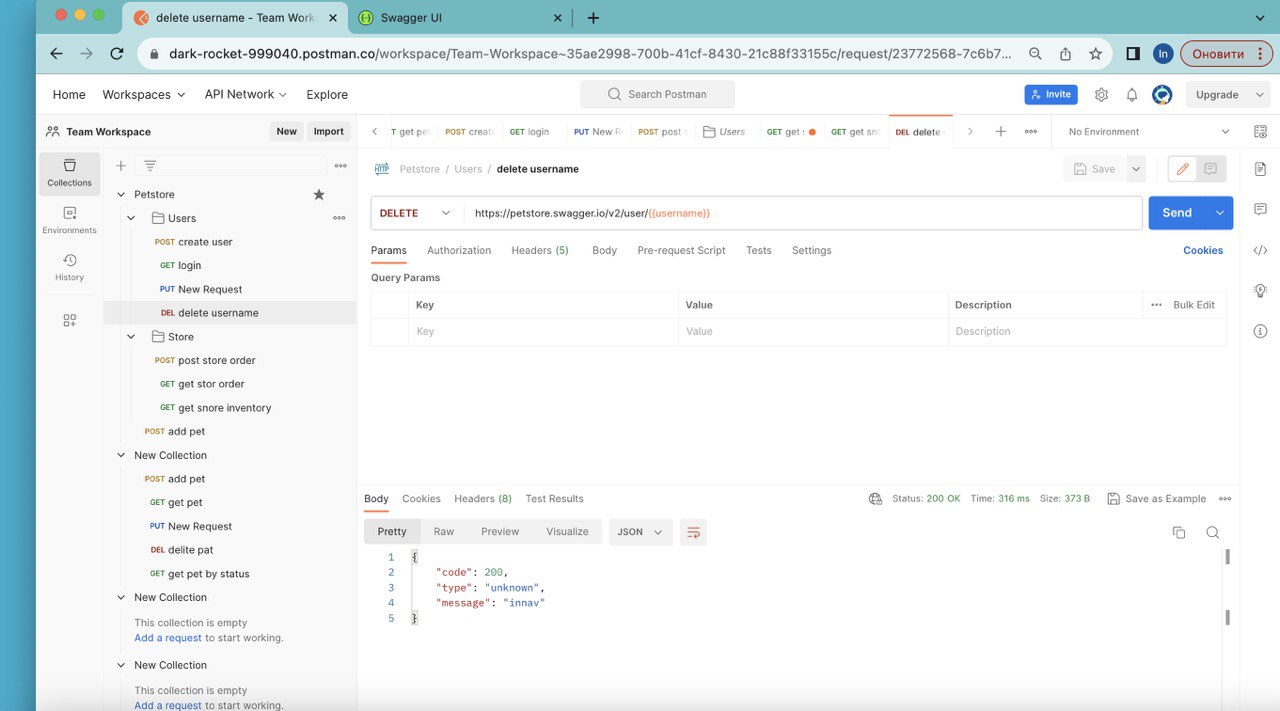 delete username - Team Work
Swagger UI
dark-rocket-999040.postman.co/workspace/Team-Workspace~35ae2998-700b-41cf-8430-21c88f33155c/request/23772568-7c6b7...
In
Оновити
Home Workspaces API Network Explore
Search Postman
Invite
Upgrade
Team Workspace
New
Import
T get pe
POST creat
GET login
PUT New R
POST post s
Users
GET get s
GET get sn
DEL delete
No Environment
Collections
Environments
History
Petstore
Users
POST create user
GET login
PUT New Request
DEL delete username
Store
POST post store order
GET get stor order
GET get snore inventory
POST add pet
New Collection
POST add pet
GET get pet
PUT New Request
DEL delite pat
GET get pet by status
New Collection
This collection is empty
Add a request to start working.
New Collection
This collection is empty
Add a request to start working.
HTTP Petstore / Users / delete username
Save
DELETE https://petstore.swagger.io/v2/user/{{username}}
Send
Params Authorization Headers (5) Body Pre-request Script Tests Settings
Cookies
Query Params
Key Value Description Bulk Edit
Key Value Description
Body Cookies Headers (8) Test Results
Status: 200 OK Time: 316 ms Size: 373 B
Save as Example
Pretty Raw Preview Visualize JSON
1 {
2 "code": 200,
3 "type": "unknown",
4 "message": "innav"
5 }